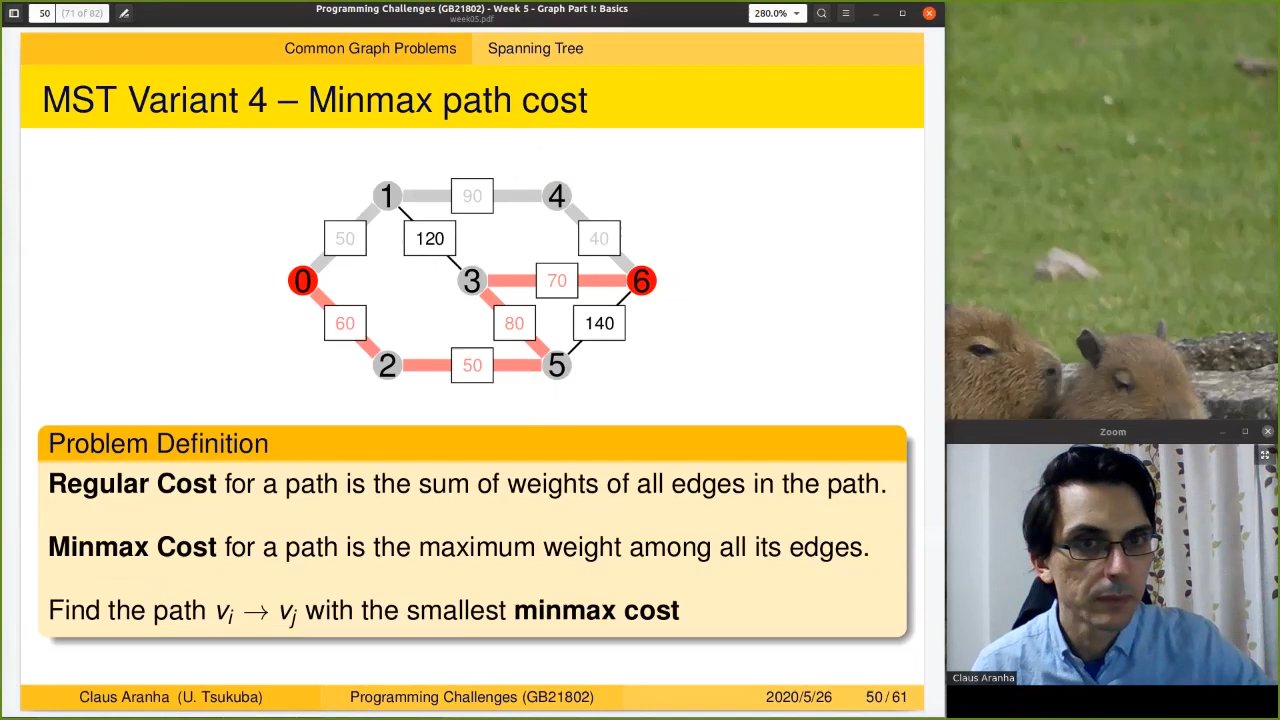 50 (71 of 82)
Programming Challenges (GB21802) - Week 5 - Graph Part I: Basics
week05.pdf
280.0%
Common Graph Problems Spanning Tree
MST Variant 4 – Minmax path cost
1 90 4
50 120 40
0 3 70 6
60 80 140
2 50 5
Problem Definition
Regular Cost for a path is the sum of weights of all edges in the path.
Minmax Cost for a path is the maximum weight among all its edges.
Find the path vi → vj with the smallest minmax cost
Claus Aranha (U. Tsukuba) Programming Challenges (GB21802) 2020/5/26 50 / 61
Zoom
Claus Aranha